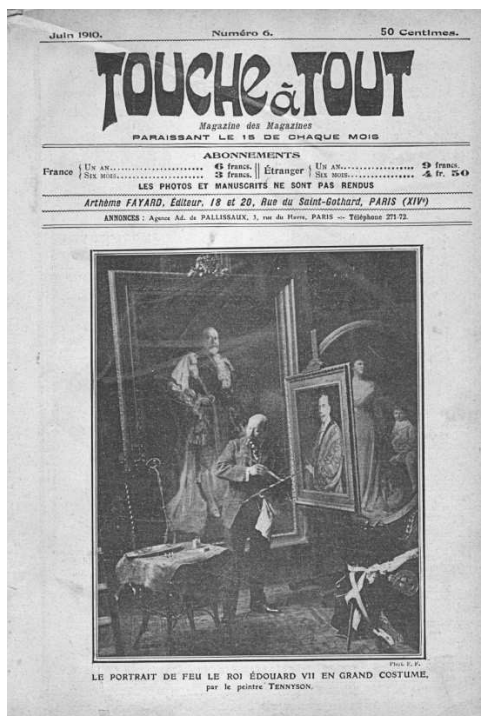 Juin 1910. Numéro 6. 50 Centimes.
TOUCHE à TOUT
Magazine des Magazines
PARAISSANT LE 15 DE CHAQUE MOIS
ABONNEMENTS
France { UN AN........................ 6 francs. || Étranger { UN AN.................. 9 francs.
SIX MOIS..................... 3 francs. SIX MOIS............... 4 fr. 50
LES PHOTOS ET MANUSCRITS NE SONT PAS RENDUS
Arthème FAYARD, Éditeur, 18 et 20, Rue du Saint-Gothard, PARIS (XIVe)
ANNONCES : Agence Ad. de PALLISSAUX, 3, rue du Havre, PARIS — Téléphone 271-72.
LE PORTRAIT DE FEU LE ROI ÉDOUARD VII EN GRAND COSTUME,
par le peintre TENNYSON.